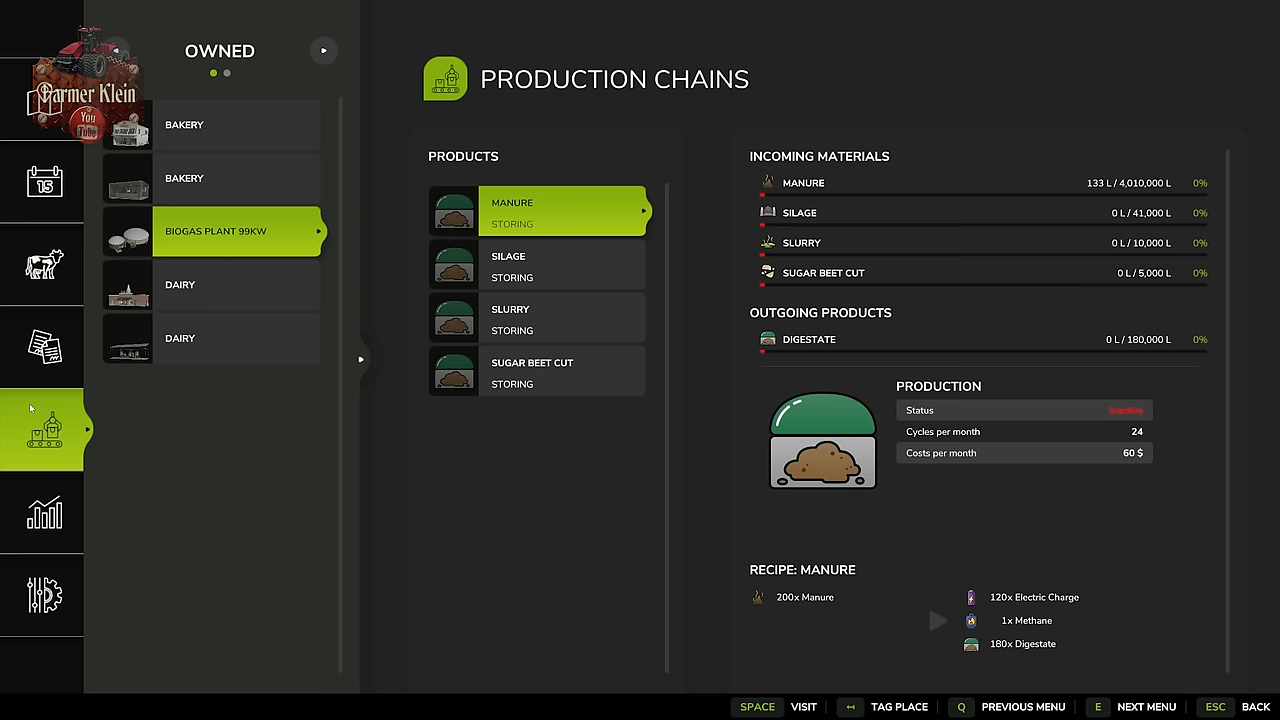 Farmer Klein
You
Tube
15
OWNED
BAKERY
BAKERY
BIOGAS PLANT 99KW
DAIRY
DAIRY
PRODUCTION CHAINS
PRODUCTS
MANURE
STORING
SILAGE
STORING
SLURRY
STORING
SUGAR BEET CUT
STORING
INCOMING MATERIALS
MANURE 133 L / 4,010,000 L 0%
SILAGE 0 L / 41,000 L 0%
SLURRY 0 L / 10,000 L 0%
SUGAR BEET CUT 0 L / 5,000 L 0%
OUTGOING PRODUCTS
DIGESTATE 0 L / 180,000 L 0%
PRODUCTION
Status Inactive
Cycles per month 24
Costs per month 60 $
RECIPE: MANURE
200x Manure
120x Electric Charge
1x Methane
180x Digestate
SPACE VISIT TAG PLACE Q PREVIOUS MENU E NEXT MENU ESC BACK